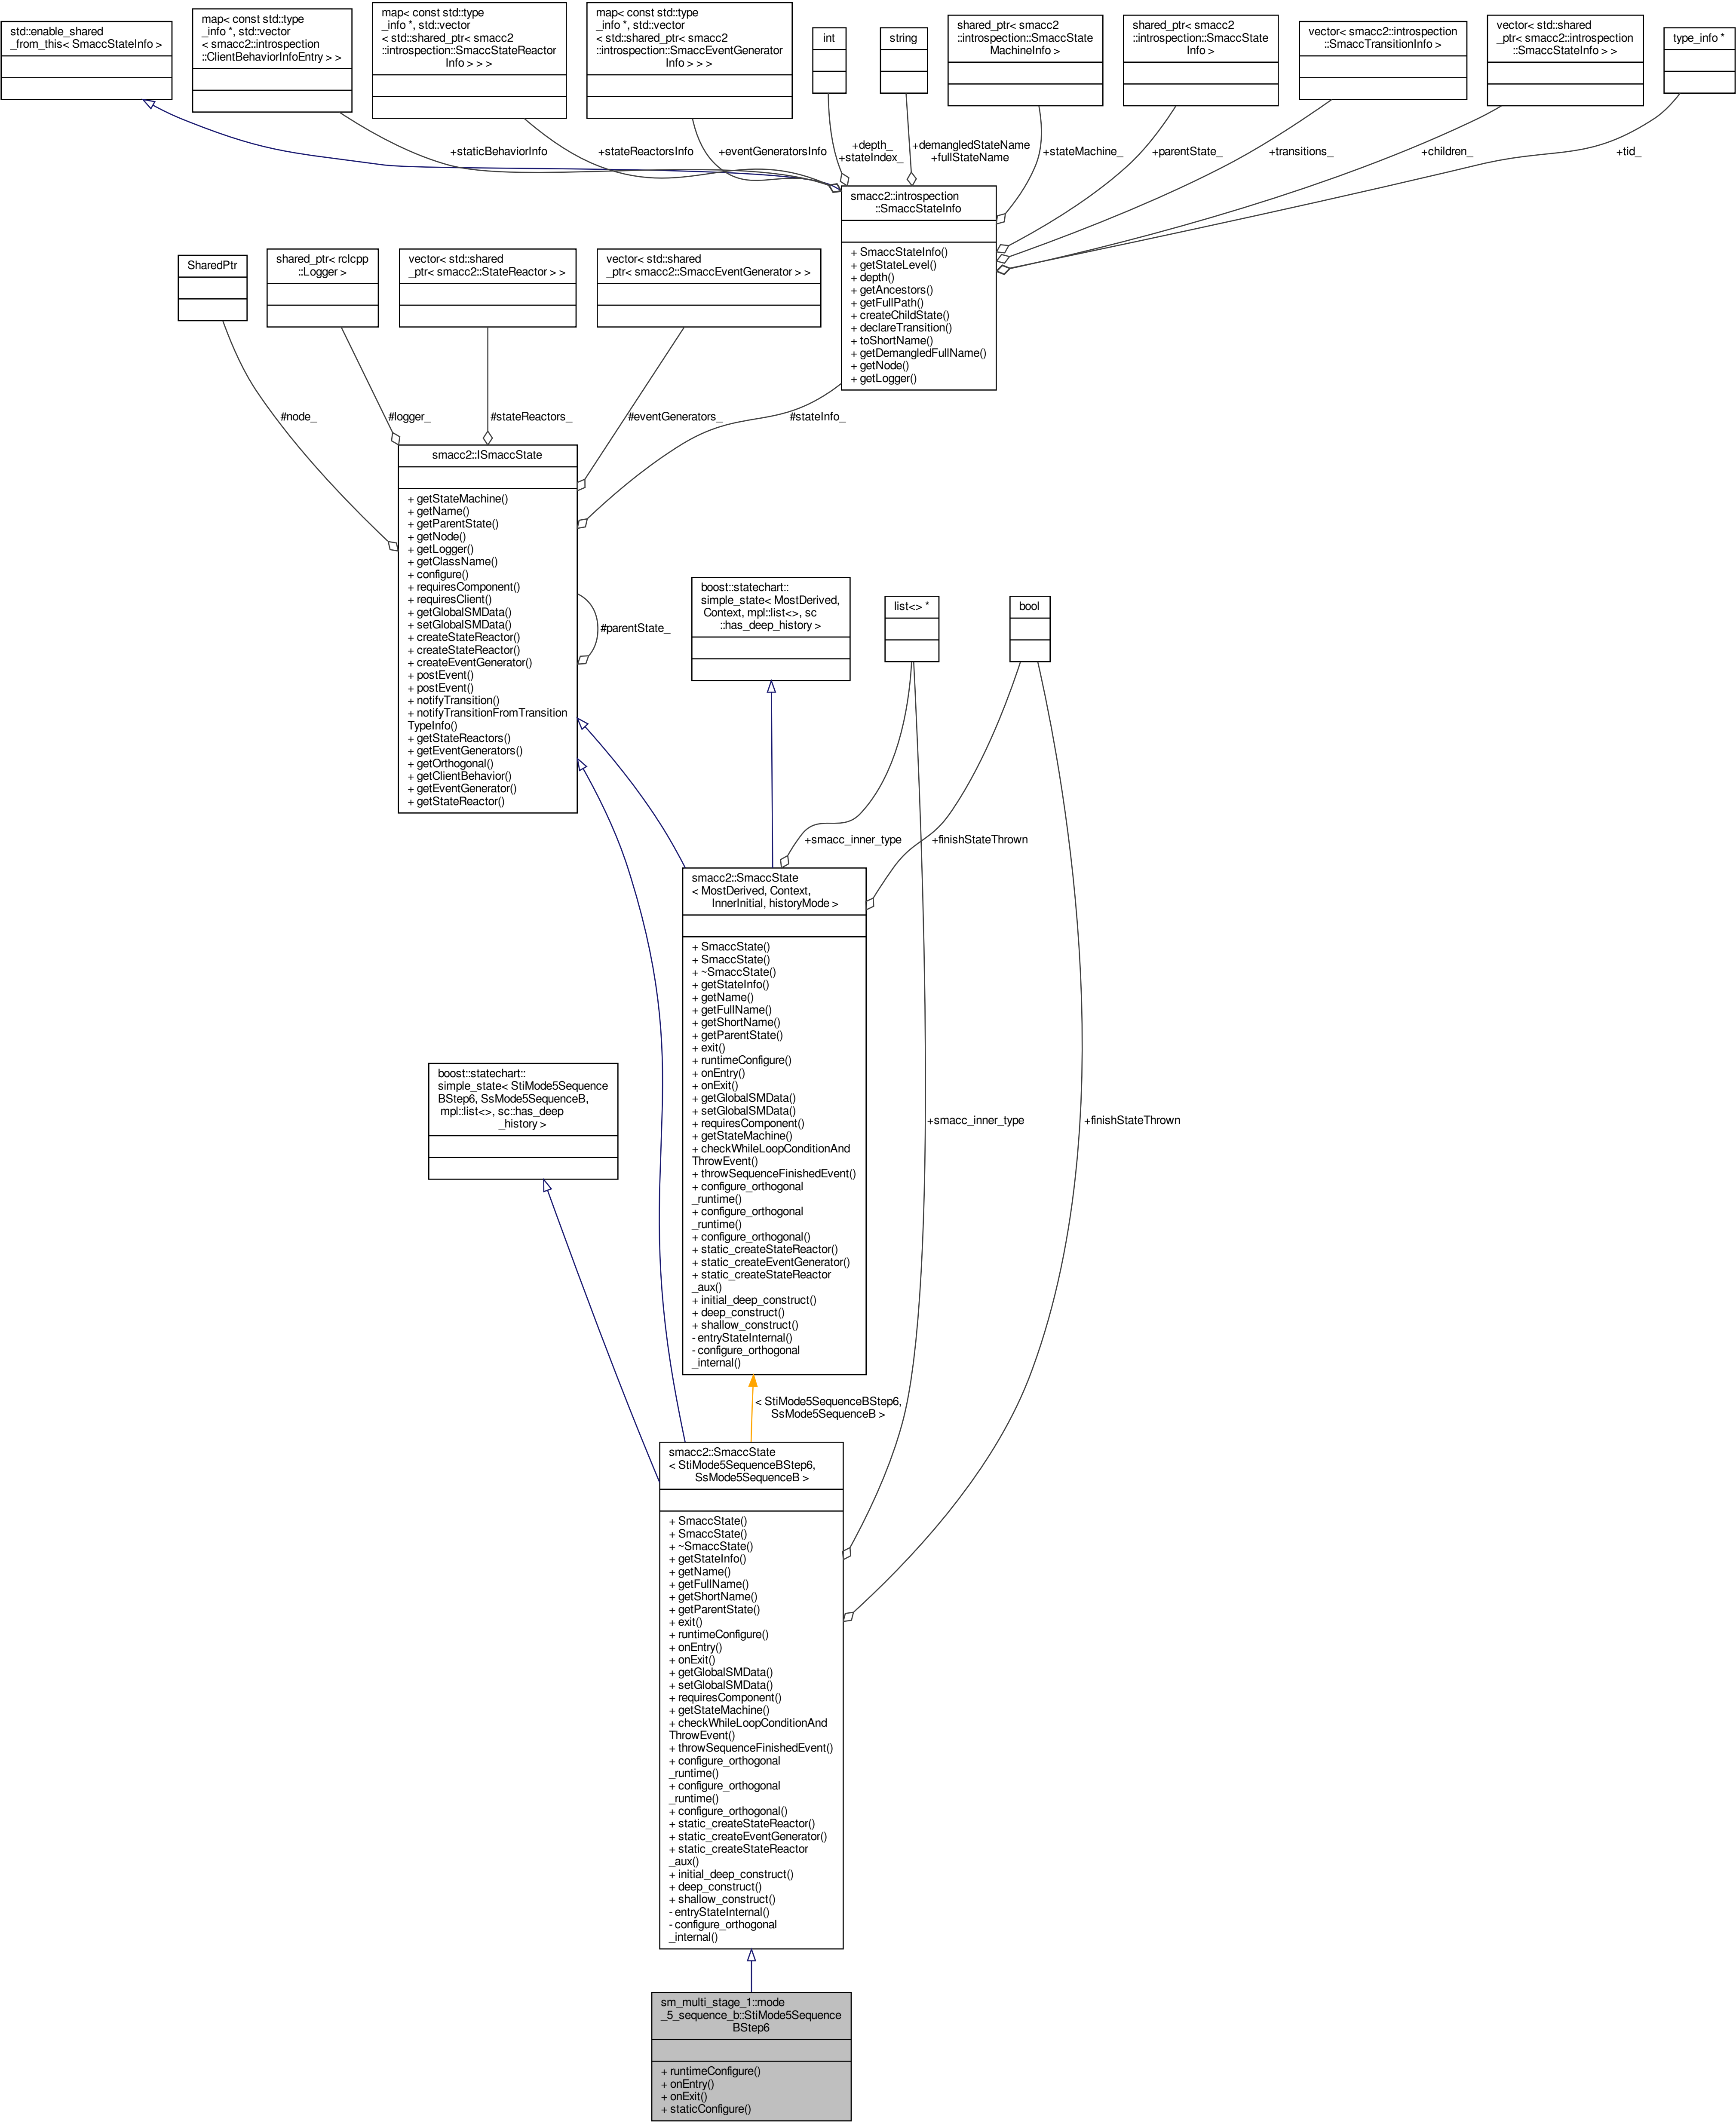 std::enable_shared
_from_this< SmaccStateInfo >
map< const std::type
_info *, std::vector
< smacc2::introspection
::ClientBehaviorInfoEntry > >
map< const std::type
_info *, std::vector
< std::shared_ptr< smacc2
::introspection::SmaccStateReactor
Info > > >
map< const std::type
_info *, std::vector
< std::shared_ptr< smacc2
::introspection::SmaccEventGenerator
Info > > >
int
string
shared_ptr< smacc2
::introspection::SmaccState
MachineInfo >
shared_ptr< smacc2
::introspection::SmaccState
Info >
vector< smacc2::introspection
::SmaccTransitionInfo >
vector< std::shared
_ptr< smacc2::introspection
::SmaccStateInfo > >
type_info *
+staticBehaviorInfo
+stateReactorsInfo
+eventGeneratorsInfo
+depth_
+stateIndex_
+demangledStateName
+fullStateName
+stateMachine_
+parentState_
+transitions_
+children_
+tid_
smacc2::introspection
::SmaccStateInfo
+ SmaccStateInfo()
+ getStateLevel()
+ depth()
+ getAncestors()
+ getFullPath()
+ createChildState()
+ declareTransition()
+ toShortName()
+ getDemangledFullName()
+ getNode()
+ getLogger()
SharedPtr
shared_ptr< rclcpp
::Logger >
vector< std::shared
_ptr< smacc2::StateReactor > >
vector< std::shared
_ptr< smacc2::SmaccEventGenerator > >
#node_
#logger_
#stateReactors_
#eventGenerators_
#stateInfo_
smacc2::ISmaccState
+ getStateMachine()
+ getName()
+ getParentState()
+ getNode()
+ getLogger()
+ getClassName()
+ configure()
+ requiresComponent()
+ requiresClient()
+ getGlobalSMData()
+ setGlobalSMData()
+ createStateReactor()
+ createStateReactor()
+ createEventGenerator()
+ postEvent()
+ postEvent()
+ notifyTransition()
+ notifyTransitionFromTransition
TypeInfo()
+ getStateReactors()
+ getEventGenerators()
+ getOrthogonal()
+ getClientBehavior()
+ getEventGenerator()
+ getStateReactor()
#parentState_
boost::statechart::
simple_state< MostDerived,
Context, mpl::list<>, sc
::has_deep_history >
list<> *
bool
+smacc_inner_type
+finishStateThrown
smacc2::SmaccState
< MostDerived, Context,
InnerInitial, historyMode >
+ SmaccState()
+ SmaccState()
+ ~SmaccState()
+ getStateInfo()
+ getName()
+ getFullName()
+ getShortName()
+ getParentState()
+ exit()
+ runtimeConfigure()
+ onEntry()
+ onExit()
+ getGlobalSMData()
+ setGlobalSMData()
+ requiresComponent()
+ getStateMachine()
+ checkWhileLoopConditionAnd
ThrowEvent()
+ throwSequenceFinishedEvent()
+ configure_orthogonal
_runtime()
+ configure_orthogonal
_runtime()
+ configure_orthogonal()
+ static_createStateReactor()
+ static_createEventGenerator()
+ static_createStateReactor
_aux()
+ initial_deep_construct()
+ deep_construct()
+ shallow_construct()
- entryStateInternal()
- configure_orthogonal
_internal()
boost::statechart::
simple_state< StiMode5Sequence
BStep6, SsMode5SequenceB,
mpl::list<>, sc::has_deep
_history >
+smacc_inner_type
+finishStateThrown
< StiMode5SequenceBStep6,
SsMode5SequenceB >
smacc2::SmaccState
< StiMode5SequenceBStep6,
SsMode5SequenceB >
+ SmaccState()
+ SmaccState()
+ ~SmaccState()
+ getStateInfo()
+ getName()
+ getFullName()
+ getShortName()
+ getParentState()
+ exit()
+ runtimeConfigure()
+ onEntry()
+ onExit()
+ getGlobalSMData()
+ setGlobalSMData()
+ requiresComponent()
+ getStateMachine()
+ checkWhileLoopConditionAnd
ThrowEvent()
+ throwSequenceFinishedEvent()
+ configure_orthogonal
_runtime()
+ configure_orthogonal
_runtime()
+ configure_orthogonal()
+ static_createStateReactor()
+ static_createEventGenerator()
+ static_createStateReactor
_aux()
+ initial_deep_construct()
+ deep_construct()
+ shallow_construct()
- entryStateInternal()
- configure_orthogonal
_internal()
sm_multi_stage_1::mode
_5_sequence_b::StiMode5Sequence
BStep6
+ runtimeConfigure()
+ onEntry()
+ onExit()
+ staticConfigure()